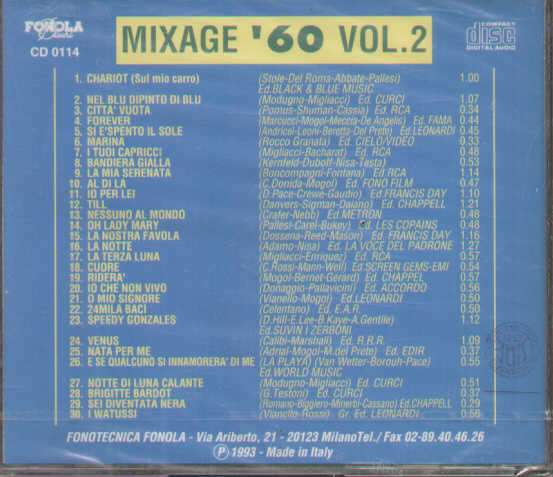 FONOLA
Dischi
CD 0114
MIXAGE '60 VOL.2
COMPACT
disc
DIGITAL AUDIO
1. CHARIOT (Sul mio carro) (Stole-Del Roma-Abbate-Pallesi) 1.00
Ed.BLACK & BLUE MUSIC
2. NEL BLU DIPINTO DI BLU (Modugno-Migliacci) Ed. CURCI 1.07
3. CITTA' VUOTA (Pontus-Shuman-Cassia) Ed. RCA 0.34
4. FOREVER (Marcucci-Mogol-Meccia-De Angelis) Ed. FAMA 0.44
5. SI E'SPENTO IL SOLE (Andricel-Leoni-Beretta-Del Prete) Ed.LEONARDI 0.45
6. MARINA (Rocco Granata) Ed. CIELO/VIDEO 0.33
7. I TUOI CAPRICCI (Migliacci-Bacharat) Ed. RCA 0.48
8. BANDIERA GIALLA (Kernfeld-Duboff-Nisa-Testa) 0.53
9. LA MIA SERENATA (Boncompagni-Fontana) Ed. RCA 1.14
10. AL DI LA (C.Donida-Mogol) Ed. FONO FILM 0.47
11. IO PER LEI (D.Pace-Crewe-Gaudio) Ed.FRANCIS DAY 1.10
12. TILL (Danvers-Sigman-Daiano) Ed. CHAPPELL 1.21
13. NESSUNO AL MONDO (Crafer-Nebb) Ed.METRON 0.48
14. OH LADY MARY (Pallesi-Carel-Bukey) Ed. LES COPAINS 0.48
15. LA NOSTRA FAVOLA (Dossena-Reed-Mason) Ed. FRANCIS DAY 1.16
16. LA NOTTE (Adamo-Nisa) Ed. LA VOCE DEL PADRONE 1.27
17. LA TERZA LUNA (Migliacci-Enriquez) Ed. RCA 0.57
18. CUORE (C.Rossi-Mann-Weil) Ed.SCREEN GEMS-EMI 0.54
19. RIDERA' (Mogol-Bernet-Gerard) Ed. CHAPPEL 0.57
20. IO CHE NON VIVO (Donaggio-Pallavicini) Ed. ACCORDO 0.56
21. O MIO SIGNORE (Vianello-Mogol) Ed.LEONARDI 0.50
22. 24MILA BACI (Celentano) Ed. E.A.R. 0.50
23. SPEEDY GONZALES (D.Hill-E.Lee-B.Kaye-A.Gentile) 1.12
Ed.SUVIN I ZERBONI
24. VENUS (Calibi-Marshall) Ed. R.R.R. 1.09
25. NATA PER ME (Adrial-Mogol-M.del Prete) Ed. EDIR 0.37
26. E SE QUALCUNO SI INNAMORERA' DI ME (LA PLAYA) (Van Wetter-Borouh-Pace) 0.55
Ed.WORLD MUSIC
27. NOTTE DI LUNA CALANTE (Modugno-Migliacci) Ed. CURCI 0.51
28. BRIGITTE BARDOT (G.Testoni) Ed. CURCI 0.37
29. SEI DIVENTATA NERA (Romano-Biggiero-Minerbi-Cassano) Ed.CHAPPELL 0.29
30. I WATUSSI (Vianello-Rossi) Gr. Ed. LEONARDI 0.56
FONOTECNICA FONOLA - Via Ariberto, 21 - 20123 MilanoTel./ Fax 02-89.40.46.26
Ⓟ 1993 - Made in Italy